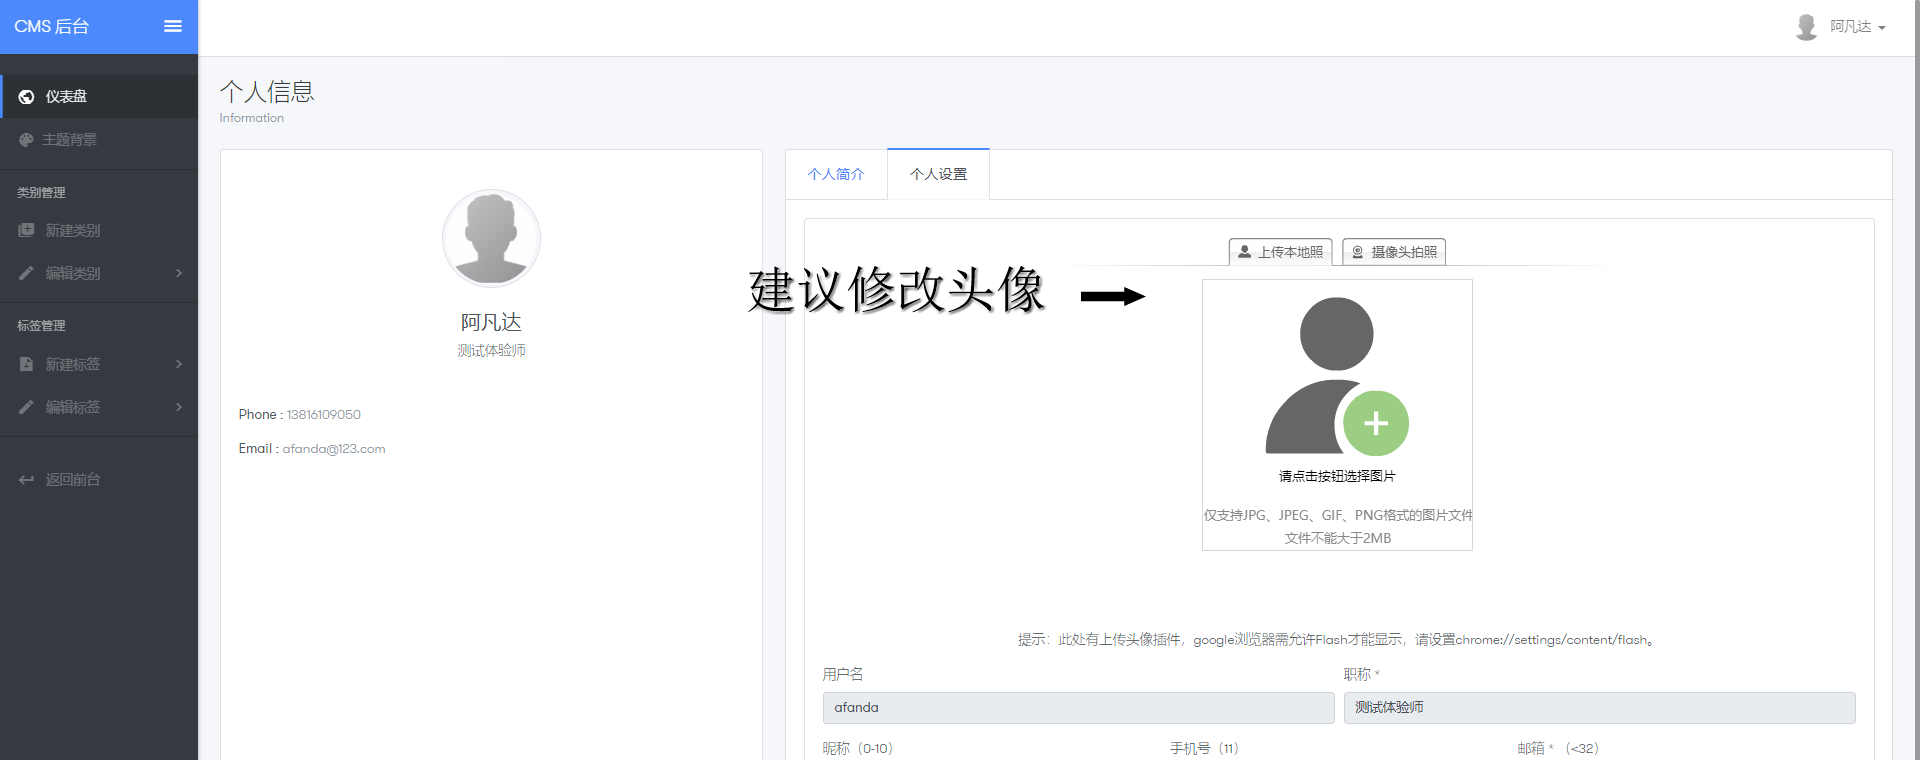 CMS 后台
阿凡达
仪表盘
主题背景
类别管理
新建类别
编辑类别
标签管理
新建标签
编辑标签
返回前台
个人信息
Information
阿凡达
测试体验师
Phone : 13816109050
Email : afanda@123.com
个人简介
个人设置
上传本地照
摄像头拍照
建议修改头像
请点击按钮选择图片
仅支持JPG、JPEG、GIF、PNG格式的图片文件
文件不能大于2MB
提示：此处有上传头像插件，google浏览器需允许Flash才能显示，请设置chrome://settings/content/flash。
用户名
职称 *
afanda
测试体验师
昵称（0-10）
手机号（11）
邮箱 * （<32）